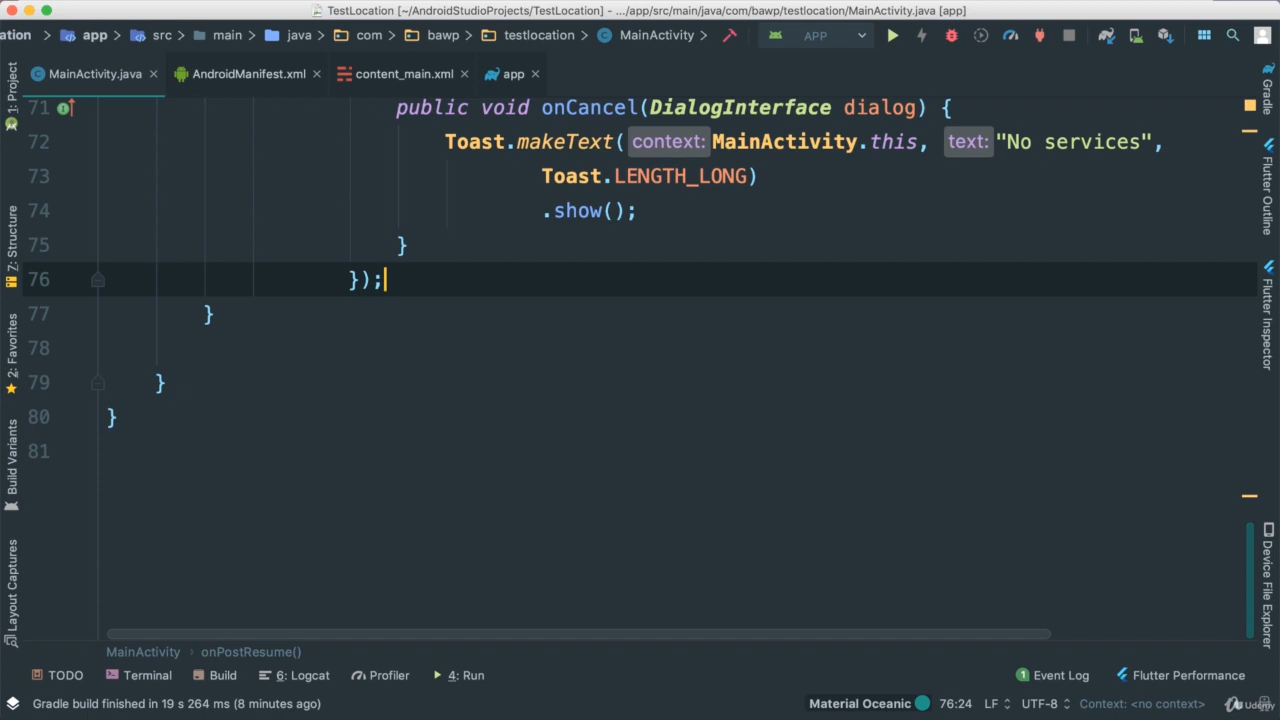 TestLocation [~/AndroidStudioProjects/TestLocation] - .../app/src/main/java/com/bawp/testlocation/MainActivity.java [app]
ation > app > src > main > java > com > bawp > testlocation > MainActivity > APP
MainActivity.java × AndroidManifest.xml × content_main.xml × app ×
71 public void onCancel(DialogInterface dialog) {
72 Toast.makeText( context: MainActivity.this, text: "No services",
73 Toast.LENGTH_LONG)
74 .show();
75 }
76 });
77 }
78
79 }
80 }
81
1: Project
7: Structure
2: Favorites
Build Variants
Layout Captures
Gradle
Flutter Outline
Flutter Inspector
Device File Explorer
MainActivity > onPostResume()
TODO Terminal Build 6: Logcat Profiler 4: Run 1 Event Log Flutter Performance
Gradle build finished in 19 s 264 ms (8 minutes ago) Material Oceanic 76:24 LF UTF-8 Context: <no context>
Udemy